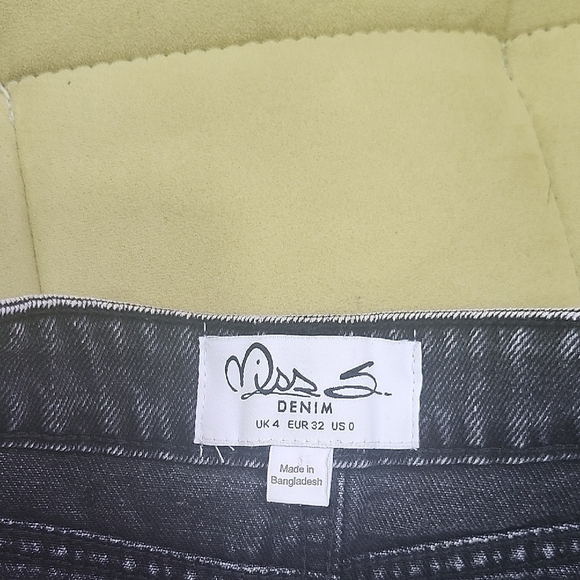 Miss S.
DENIM
UK 4 EUR 32 US 0
Made in
Bangladesh